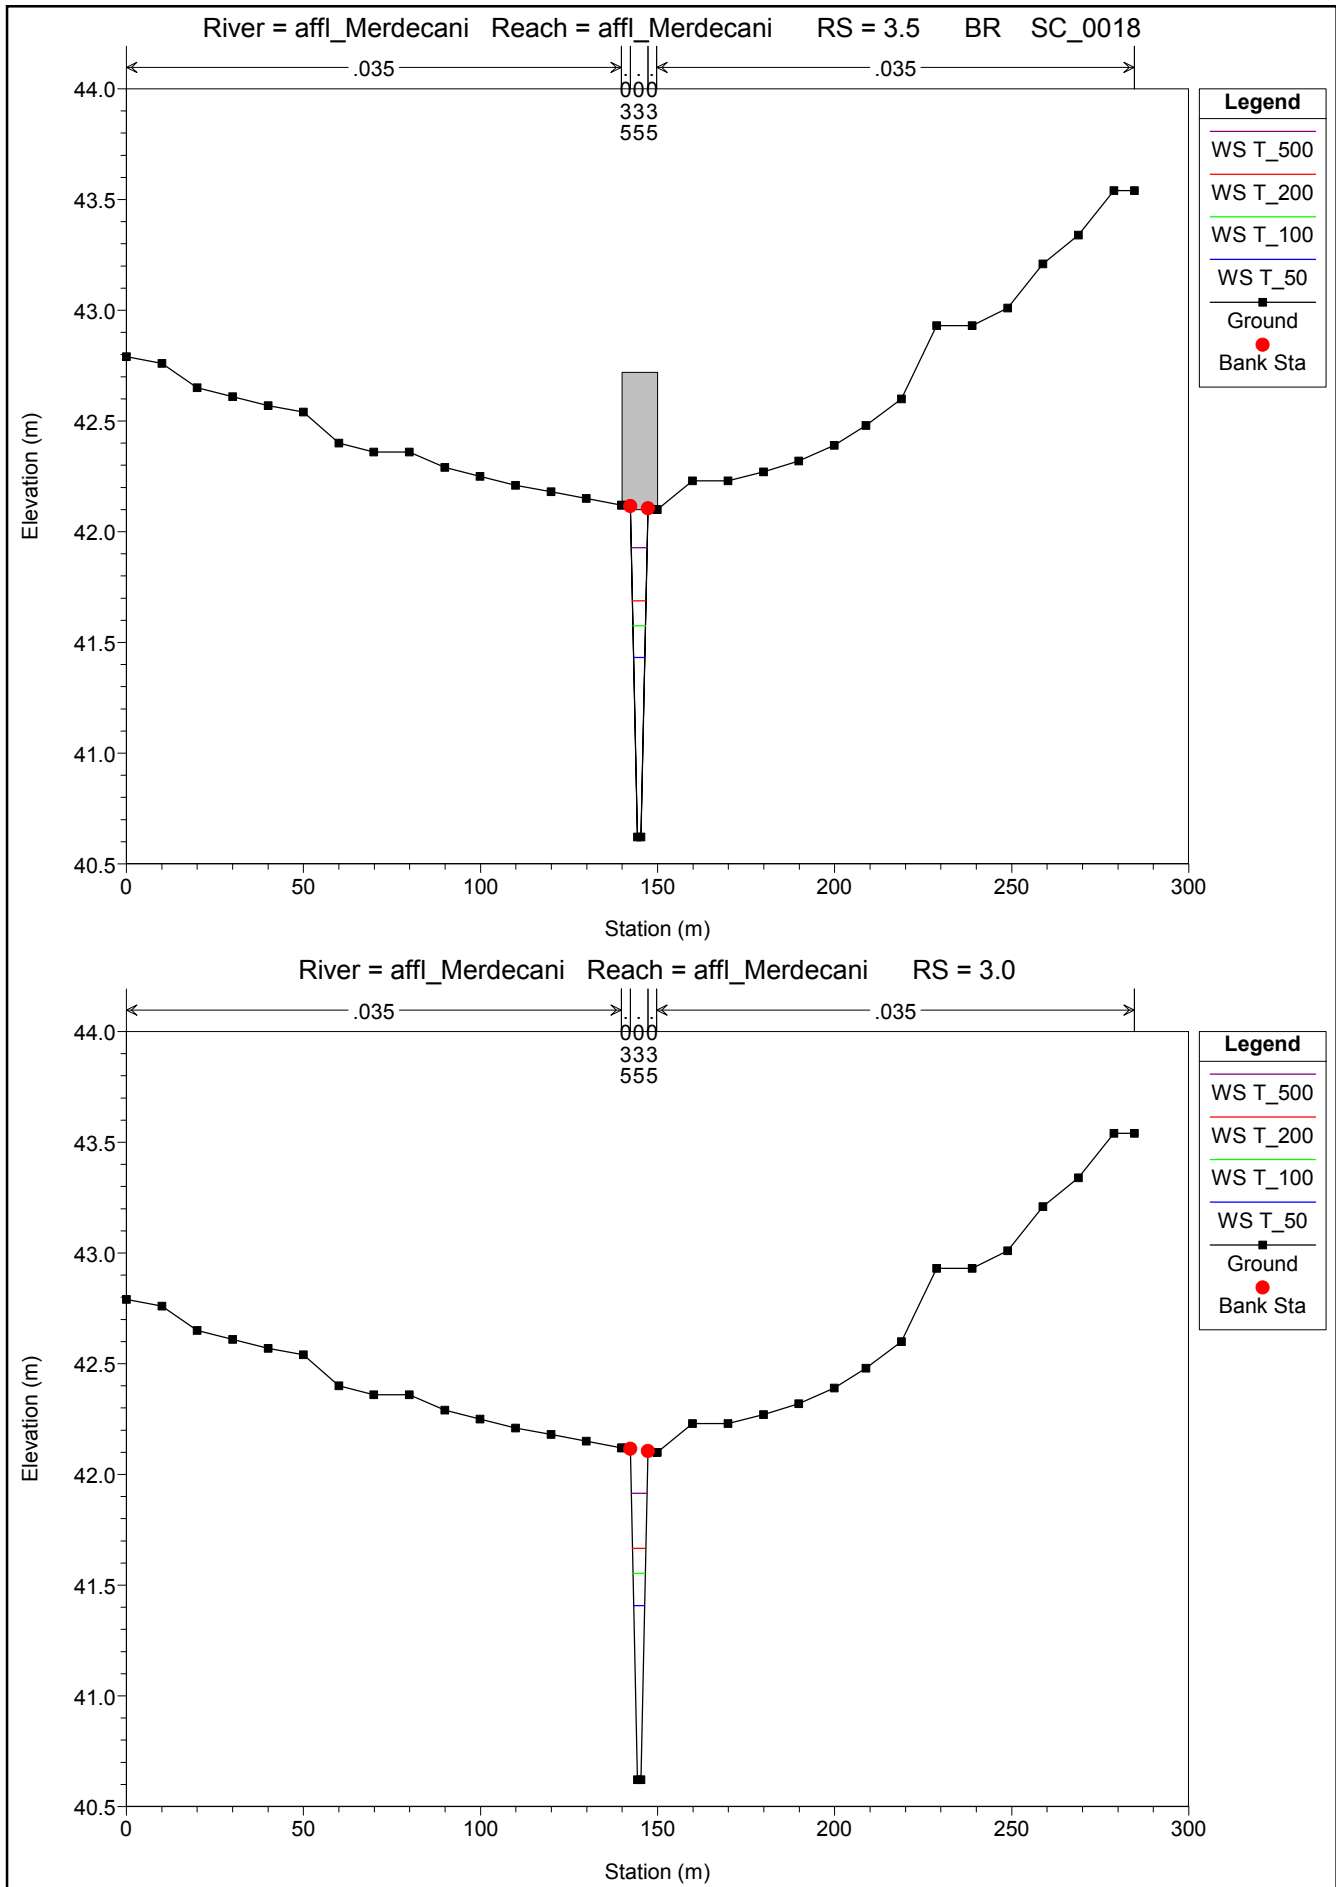 River = affl_Merdecani Reach = affl_Merdecani RS = 3.5 BR SC_0018
.035 . . . .035
000
333
555
44.0
43.5
43.0
42.5
42.0
41.5
41.0
40.5
0 50 100 150 200 250 300
Station (m)
Elevation (m)
Legend
WS T_500
WS T_200
WS T_100
WS T_50
Ground
Bank Sta
River = affl_Merdecani Reach = affl_Merdecani RS = 3.0
.035 . . . .035
000
333
555
44.0
43.5
43.0
42.5
42.0
41.5
41.0
40.5
0 50 100 150 200 250 300
Station (m)
Elevation (m)
Legend
WS T_500
WS T_200
WS T_100
WS T_50
Ground
Bank Sta